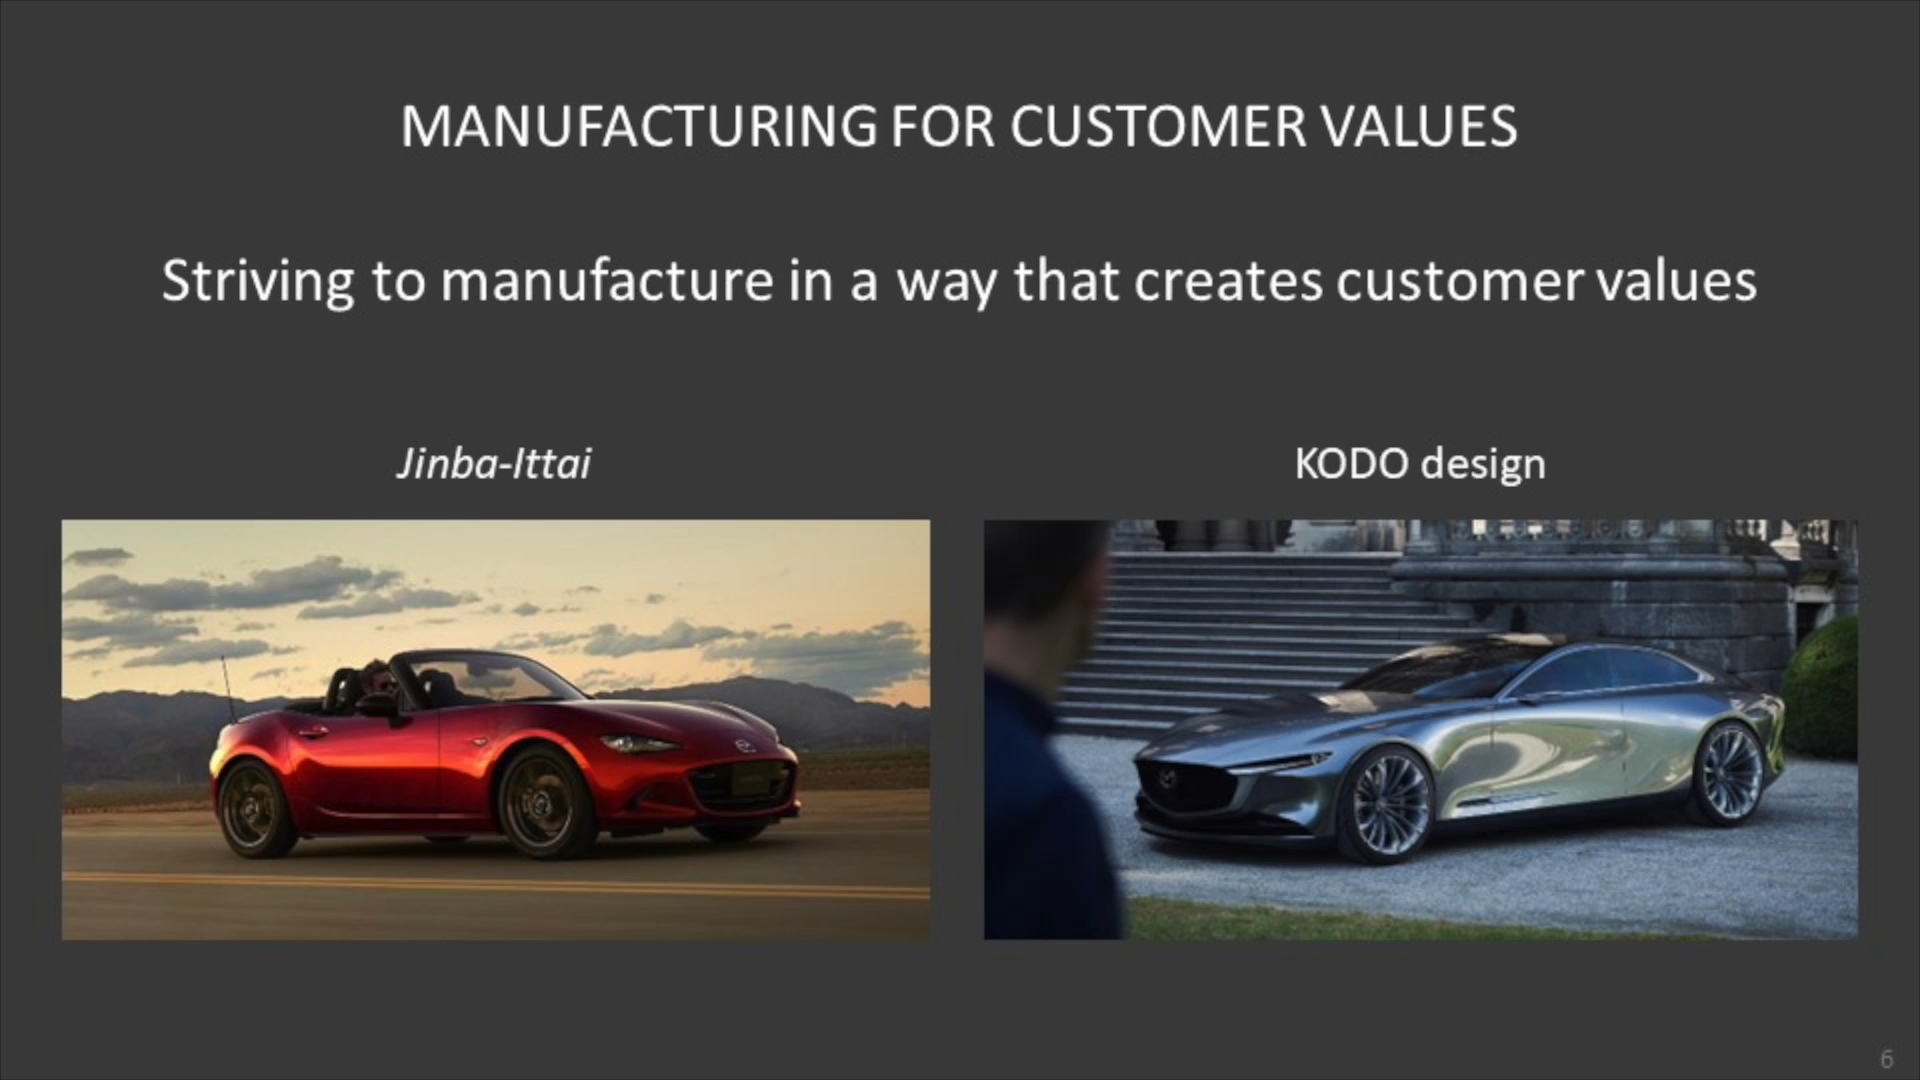 MANUFACTURING FOR CUSTOMER VALUES
Striving to manufacture in a way that creates customer values
Jinba-Ittai
KODO design
6